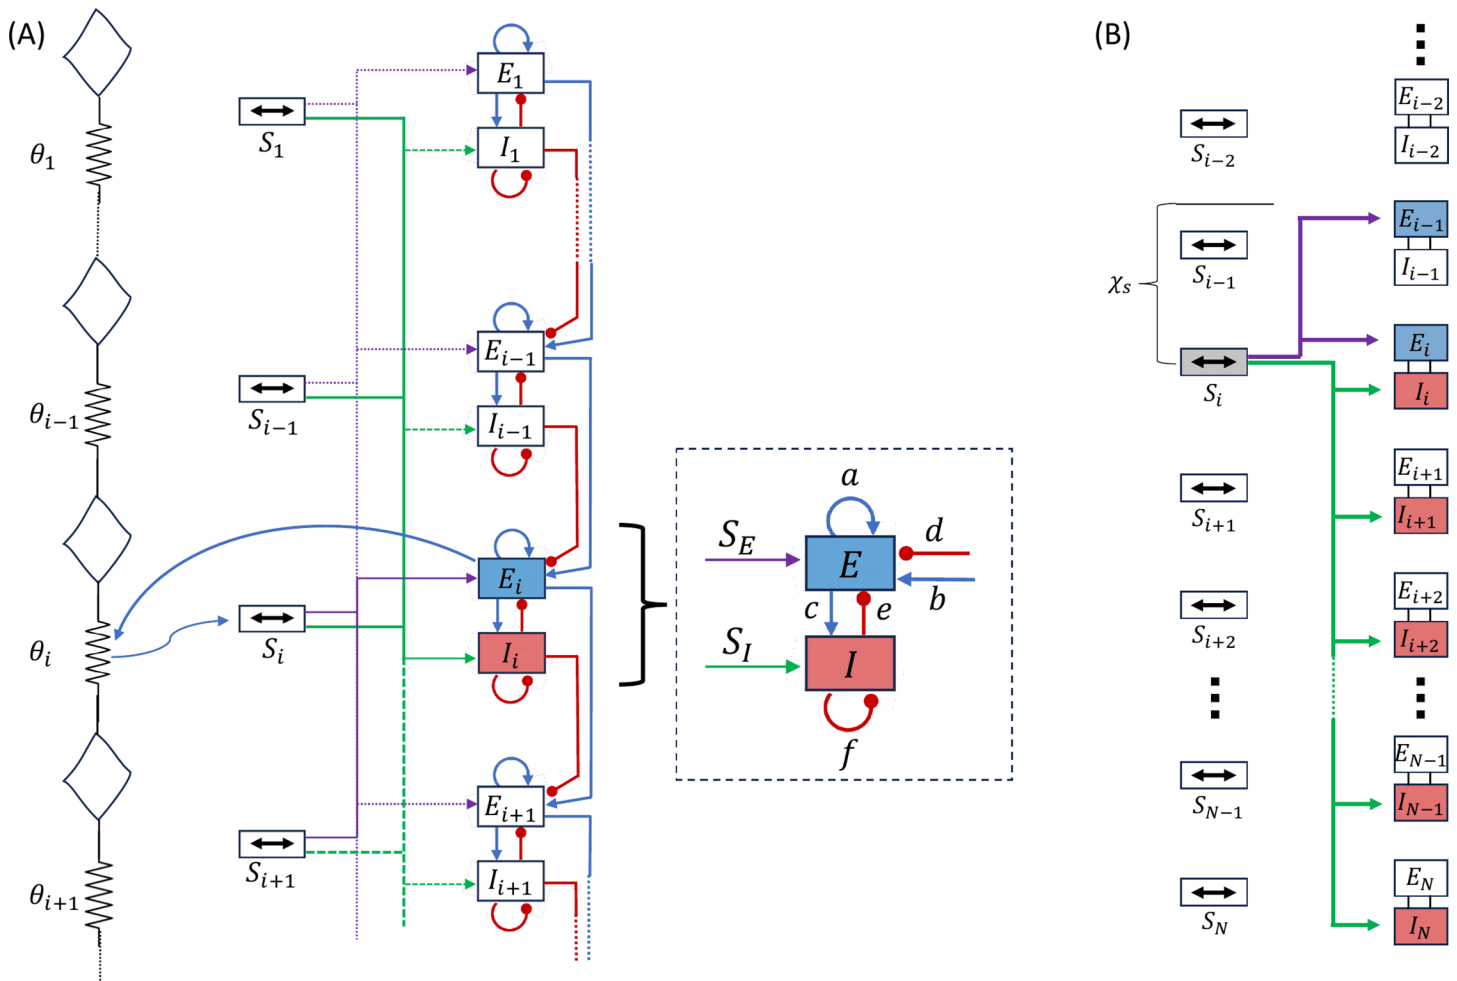 (A)
θ1
S1
E1
I1
θi−1
Si−1
Ei−1
Ii−1
θi
Si
Ei
Ii
θi+1
Si+1
Ei+1
Ii+1
a
SE
E
d
b
c
e
SI
I
f
(B)
Si−2
Ei−2
Ii−2
χs
Si−1
Ei−1
Ii−1
Si
Ei
Ii
Si+1
Ei+1
Ii+1
Si+2
Ei+2
Ii+2
SN−1
EN−1
IN−1
SN
EN
IN